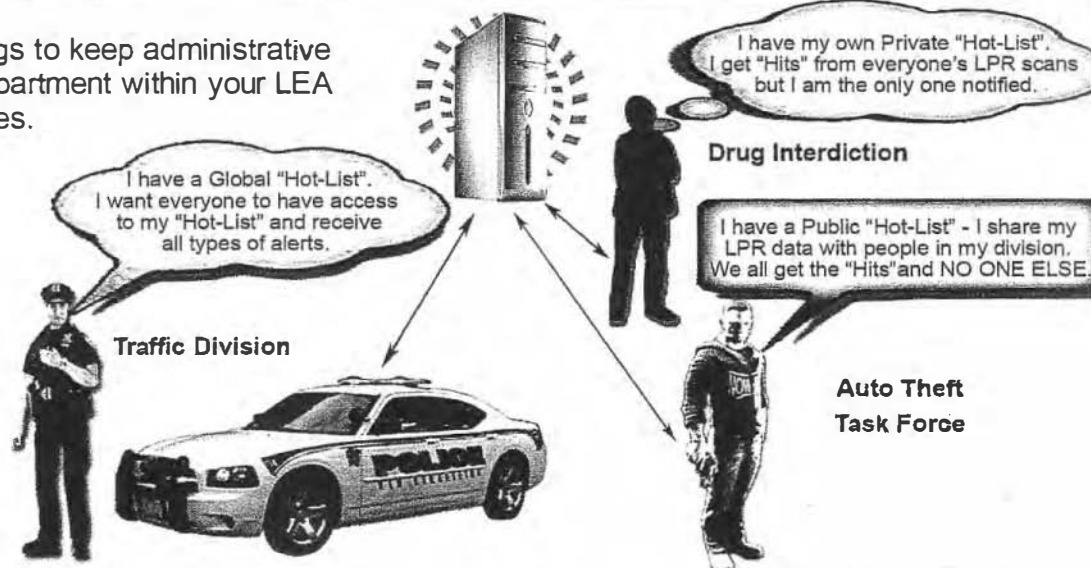 gs to keep administrative
partment within your LEA
es.
I have my own Private "Hot-List".
I get "Hits" from everyone's LPR scans
but I am the only one notified.
Drug Interdiction
I have a Global "Hot-List".
I want everyone to have access
to my "Hot-List" and receive
all types of alerts.
I have a Public "Hot-List" - I share my
LPR data with people in my division.
We all get the "Hits"and NO ONE ELSE.
Traffic Division
Auto Theft
Task Force
POLICE